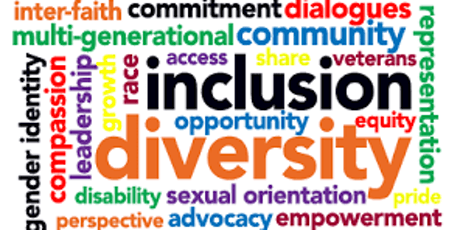 inter-faith commitment dialogues
multi-generational community
access share veterans
inclusion
opportunity equity
diversity
disability sexual orientation pride
perspective advocacy empowerment
gender identity
compassion
leadership
growth
race
representation